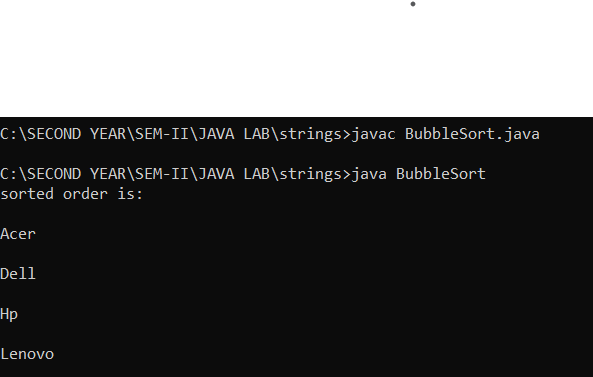 C:\SECOND YEAR\SEM-II\JAVA LAB\strings>javac BubbleSort.java
C:\SECOND YEAR\SEM-II\JAVA LAB\strings>java BubbleSort
sorted order is:
Acer
Dell
Hp
Lenovo